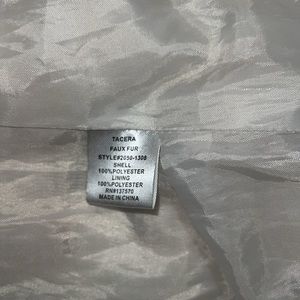 TACERA
FAUX FUR
STYLE#2050-1308
SHELL
100%POLYESTER
LINING
100%POLYESTER
RN#137570
MADE IN CHINA